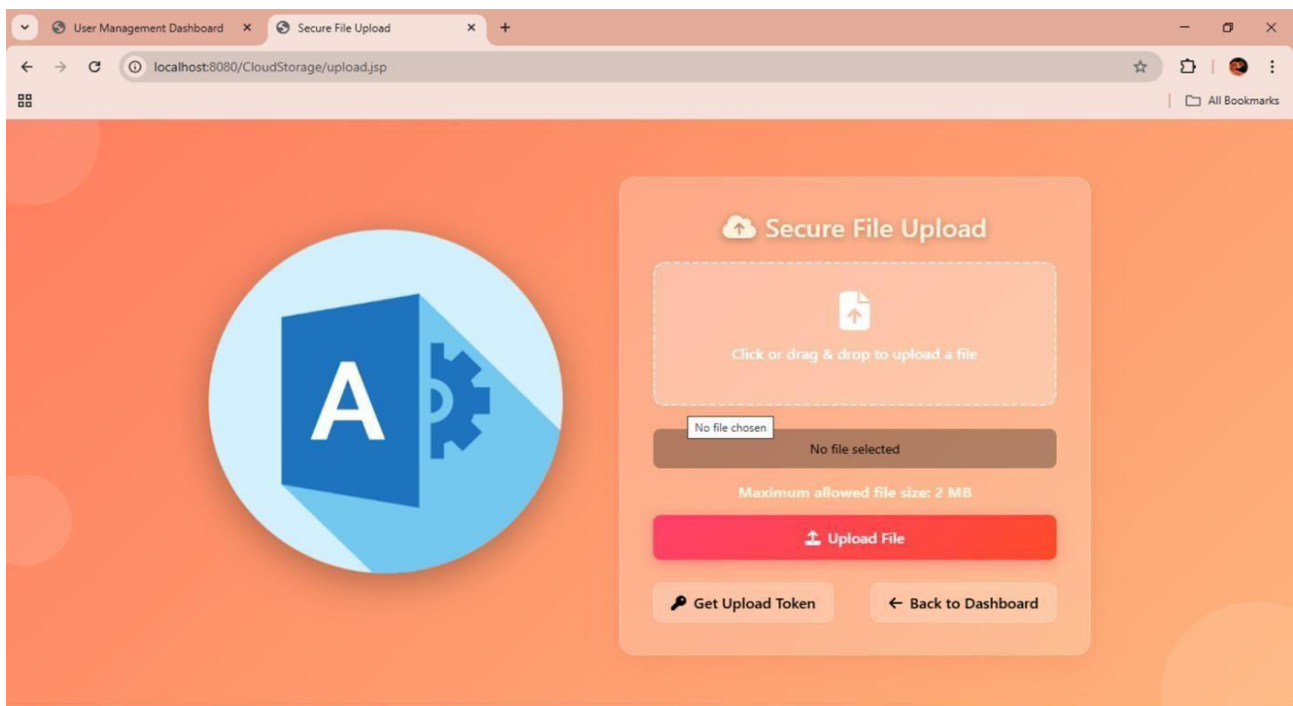 User Management Dashboard
Secure File Upload
localhost:8080/CloudStorage/upload.jsp
All Bookmarks
Secure File Upload
A
Click or drag & drop to upload a file
No file chosen
No file selected
Maximum allowed file size: 2 MB
Upload File
Get Upload Token
Back to Dashboard